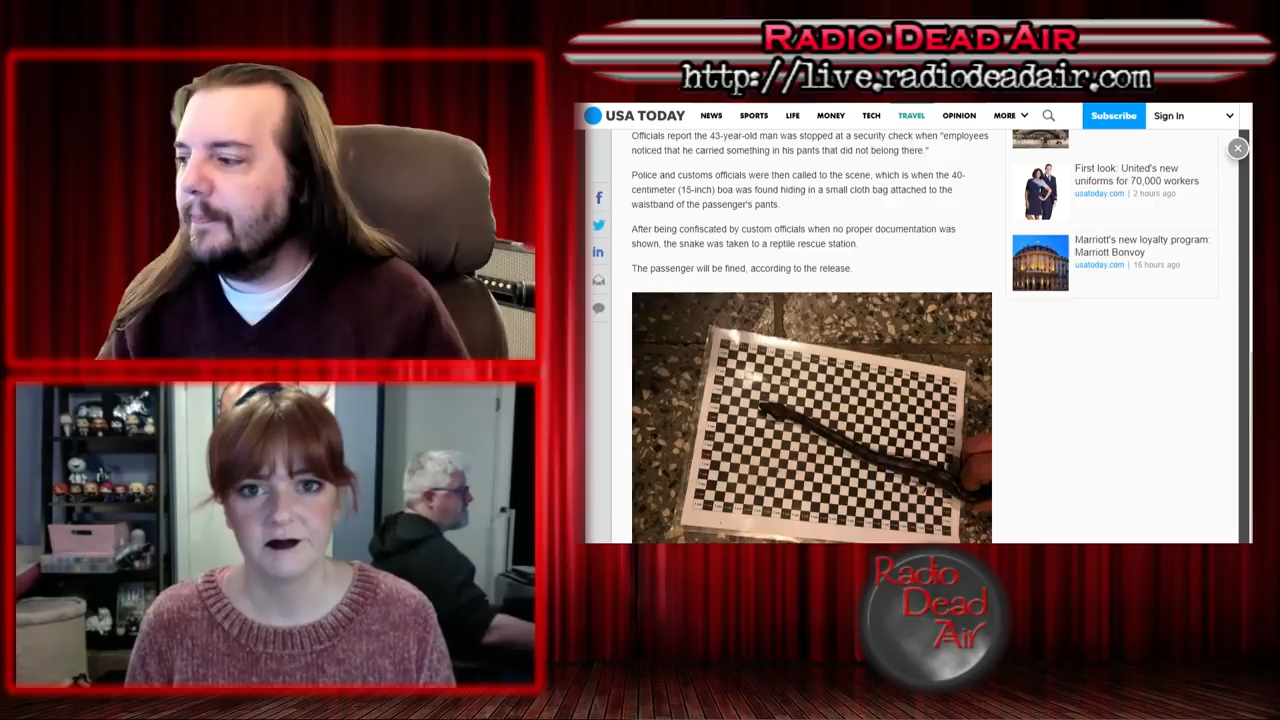 RADIO DEAD AIR
http://live.radiodeadair.com
USA TODAY NEWS SPORTS LIFE MONEY TECH TRAVEL OPINION MORE Subscribe Sign In
Officials report the 43-year-old man was stopped at a security check when "employees
noticed that he carried something in his pants that did not belong there."
Police and customs officials were then called to the scene, which is when the 40-
centimeter (15-inch) boa was found hiding in a small cloth bag attached to the
waistband of the passenger's pants.
After being confiscated by custom officials when no proper documentation was
shown, the snake was taken to a reptile rescue station.
The passenger will be fined, according to the release.
First look: United's new
uniforms for 70,000 workers
usatoday.com | 2 hours ago
Marriott's new loyalty program:
Marriott Bonvoy
usatoday.com | 16 hours ago
Radio
Dead
Air